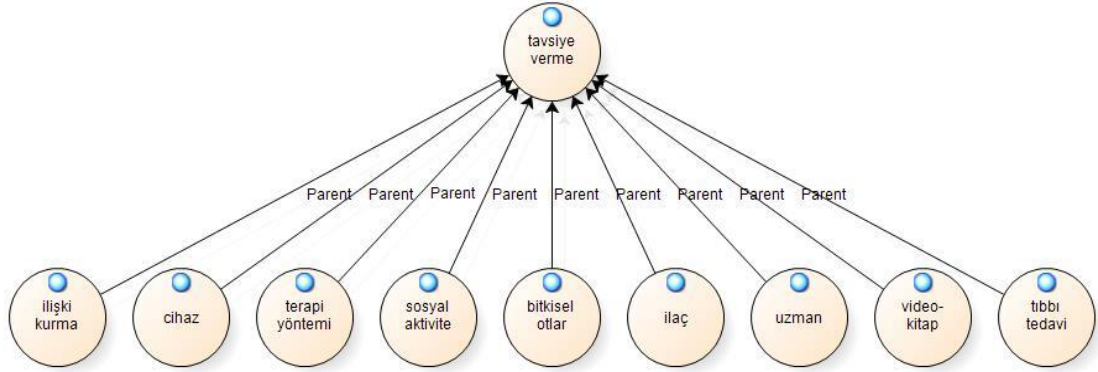 tavsiye
verme
Parent Parent Parent Parent Parent Parent Parent Parent Parent
ilişki
kurma
cihaz
terapi
yöntemi
sosyal
aktivite
bitkisel
otlar
ilaç
uzman
video-
kitap
tıbbı
tedavi